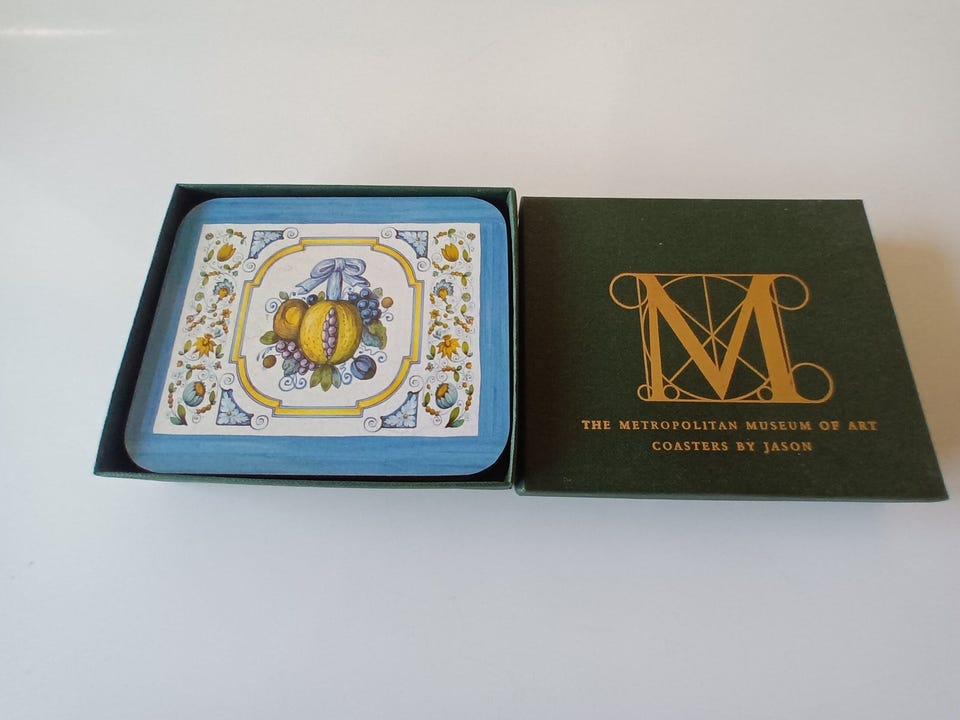 M
THE METROPOLITAN MUSEUM OF ART
COASTERS BY JASON